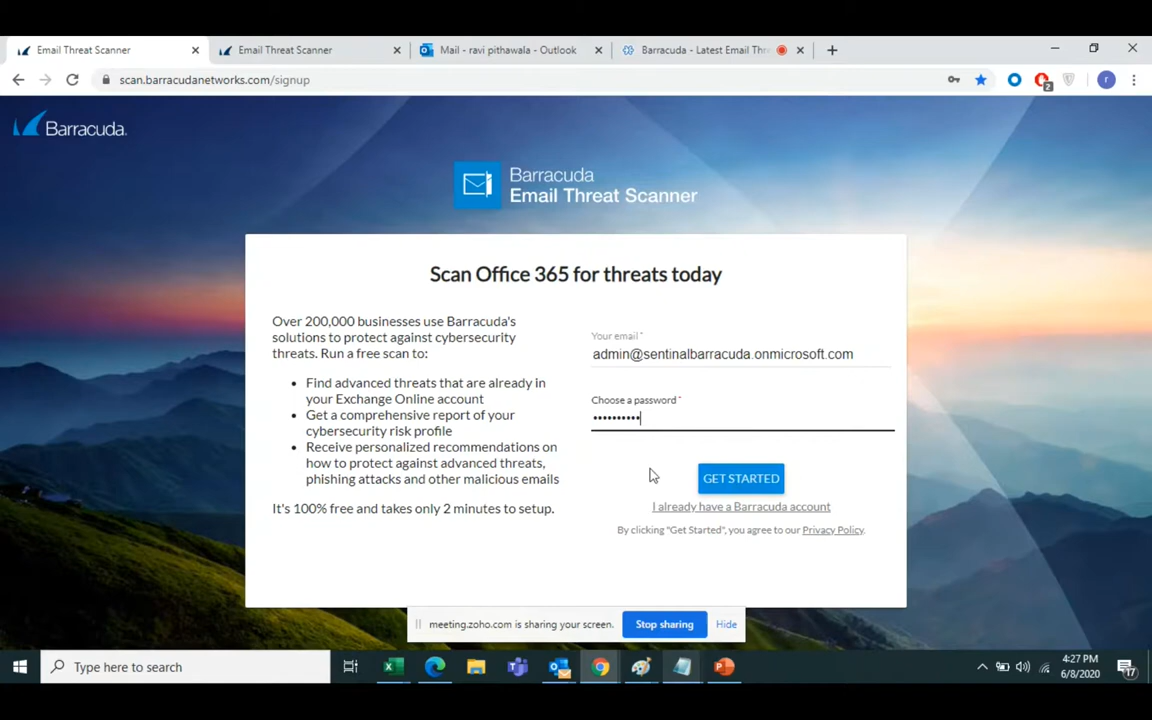 Email Threat Scanner
Email Threat Scanner
Mail - ravi pithawala - Outlook
Barracuda - Latest Email Thr
scan.barracudanetworks.com/signup
2
r
Barracuda
Barracuda
Email Threat Scanner
Scan Office 365 for threats today
Over 200,000 businesses use Barracuda's
solutions to protect against cybersecurity
threats. Run a free scan to:
• Find advanced threats that are already in
your Exchange Online account
• Get a comprehensive report of your
cybersecurity risk profile
• Receive personalized recommendations on
how to protect against advanced threats,
phishing attacks and other malicious emails
It's 100% free and takes only 2 minutes to setup.
Your email *
admin@sentinalbarracuda.onmicrosoft.com
Choose a password *
••••••••••
GET STARTED
I already have a Barracuda account
By clicking "Get Started", you agree to our Privacy Policy.
meeting.zoho.com is sharing your screen.
Stop sharing
Hide
Type here to search
4:27 PM
6/8/2020
17